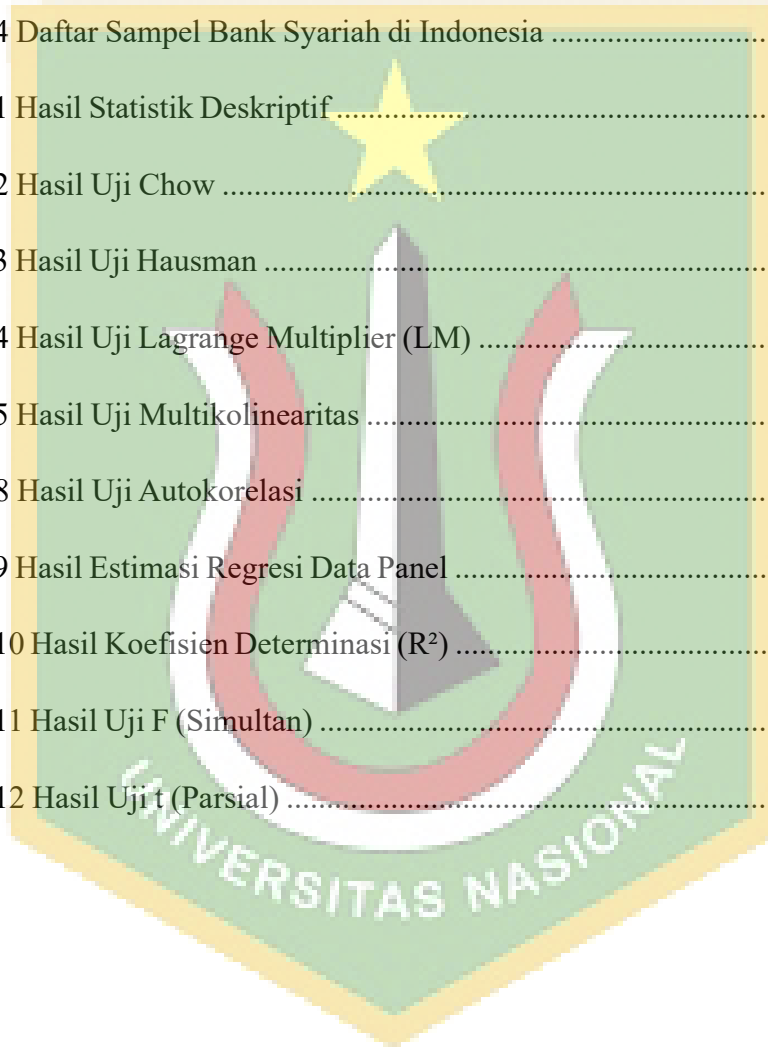 4 Daftar Sampel Bank Syariah di Indonesia ........................
1 Hasil Statistik Deskriptif ................................................
2 Hasil Uji Chow ............................................................
3 Hasil Uji Hausman .......................................................
4 Hasil Uji Lagrange Multiplier (LM) ................................
5 Hasil Uji Multikolinearitas ............................................
8 Hasil Uji Autokorelasi ..................................................
9 Hasil Estimasi Regresi Data Panel ..................................
10 Hasil Koefisien Determinasi (R²) ..................................
11 Hasil Uji F (Simultan) .................................................
12 Hasil Uji t (Parsial) .....................................................
UNIVERSITAS NASIONAL